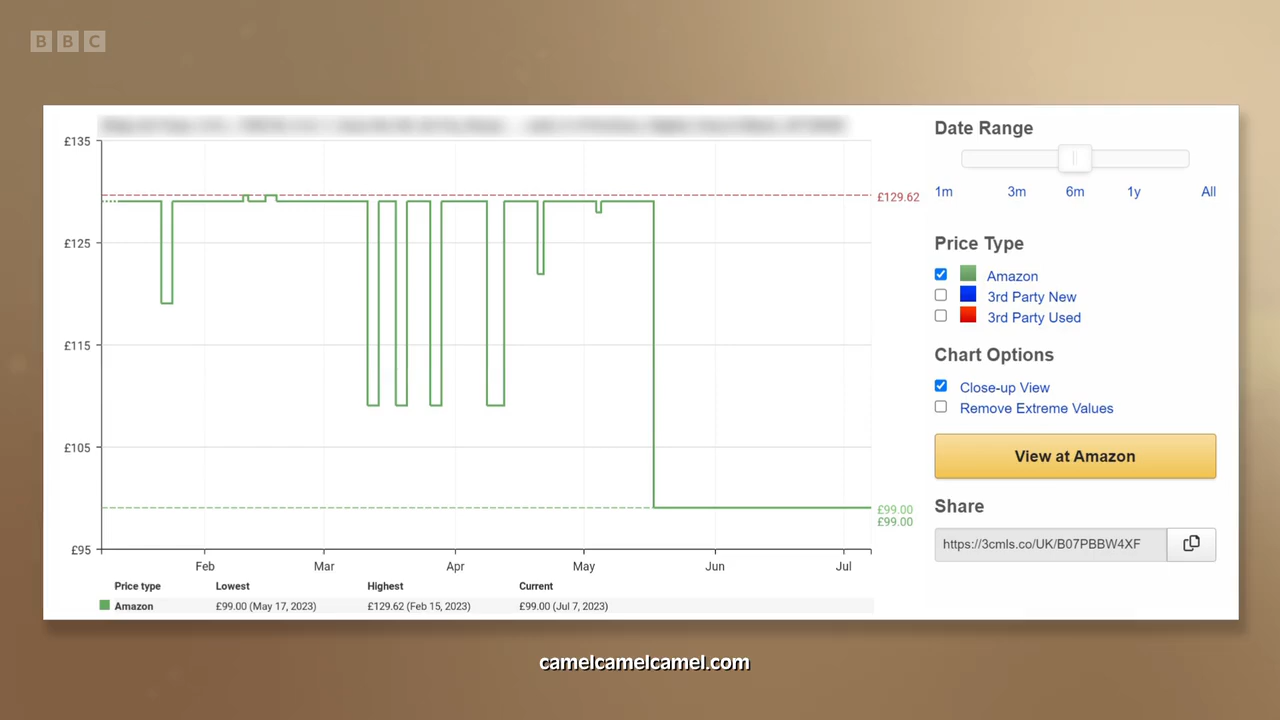 BBC
£135
£125
£115
£105
£95
£129.62
£99.00
£99.00
Feb Mar Apr May Jun Jul
Price type Lowest Highest Current
Amazon £99.00 (May 17, 2023) £129.62 (Feb 15, 2023) £99.00 (Jul 7, 2023)
Date Range
1m 3m 6m 1y All
Price Type
Amazon
3rd Party New
3rd Party Used
Chart Options
Close-up View
Remove Extreme Values
View at Amazon
Share
https://3cmls.co/UK/B07PBBW4XF
camelcamelcamel.com